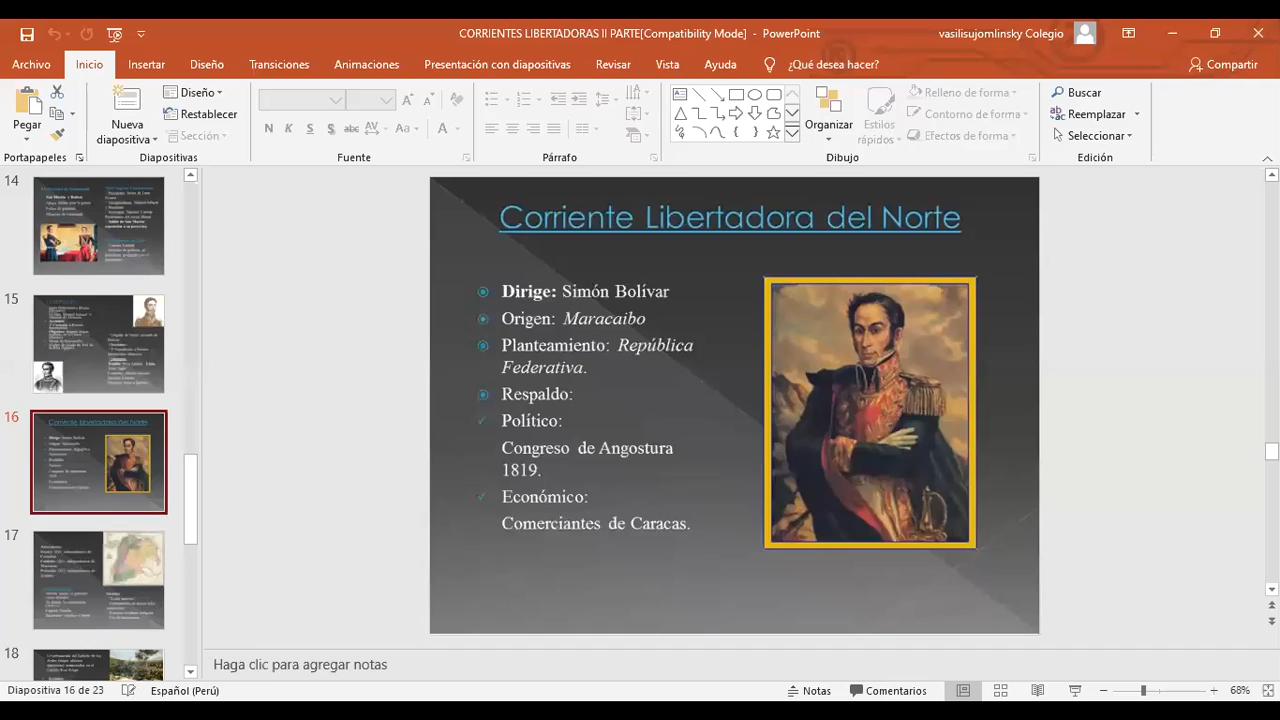 CORRIENTES LIBERTADORAS II PARTE[Compatibility Mode] - PowerPoint
vasilisujomlinsky Colegio
Archivo Inicio Insertar Diseño Transiciones Animaciones Presentación con diapositivas Revisar Vista Ayuda ¿Qué desea hacer? Compartir
Pegar
Nueva diapositiva
Diseño
Restablecer
Sección
N K S S abc AV Aa A
Organizar
Estilos rápidos
Relleno de forma
Contorno de forma
Efectos de forma
Buscar
Reemplazar
Seleccionar
Portapapeles Diapositivas Fuente Párrafo Dibujo Edición
14
15
16
17
18
Corriente Libertadora del Norte
Dirige: Simón Bolívar
Origen: Maracaibo
Planteamiento: República
Federativa.
Respaldo:
Político:
Congreso de Angostura
1819.
Económico:
Comerciantes de Caracas.
Haga clic para agregar notas
Diapositiva 16 de 23 Español (Perú) Notas Comentarios 68%